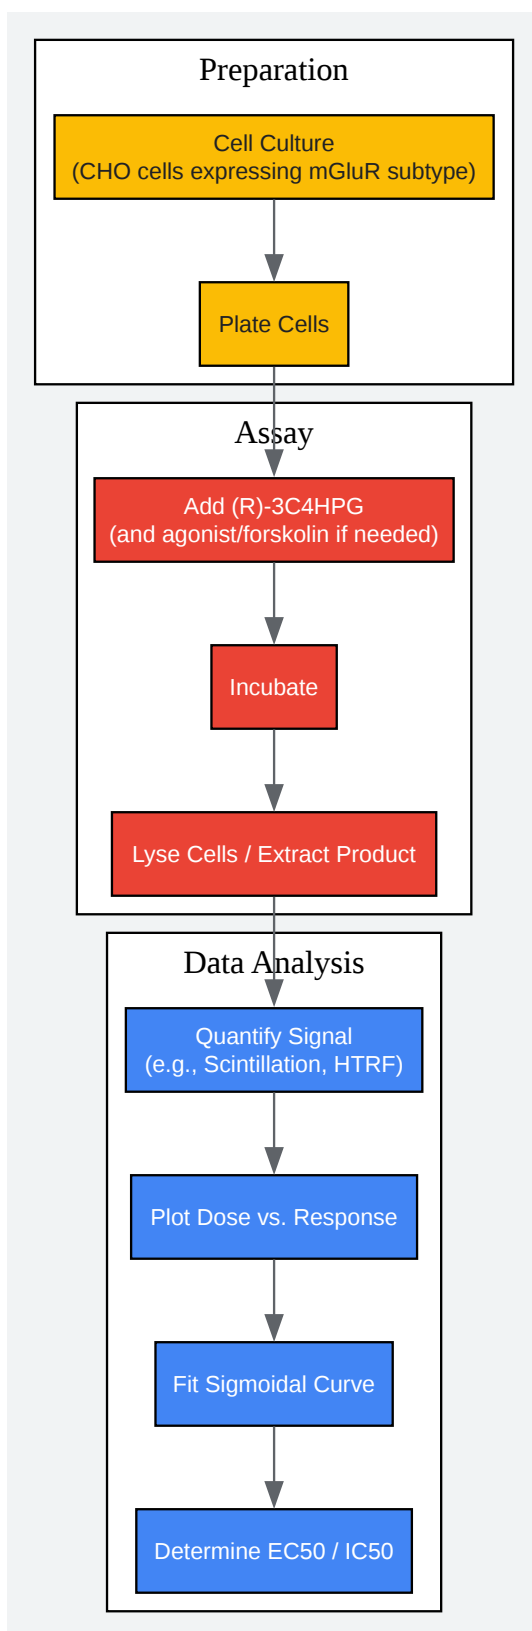 Preparation
Cell Culture
(CHO cells expressing mGluR subtype)
Plate Cells
Assay
Add (R)-3C4HPG
(and agonist/forskolin if needed)
Incubate
Lyse Cells / Extract Product
Data Analysis
Quantify Signal
(e.g., Scintillation, HTRF)
Plot Dose vs. Response
Fit Sigmoidal Curve
Determine EC50 / IC50